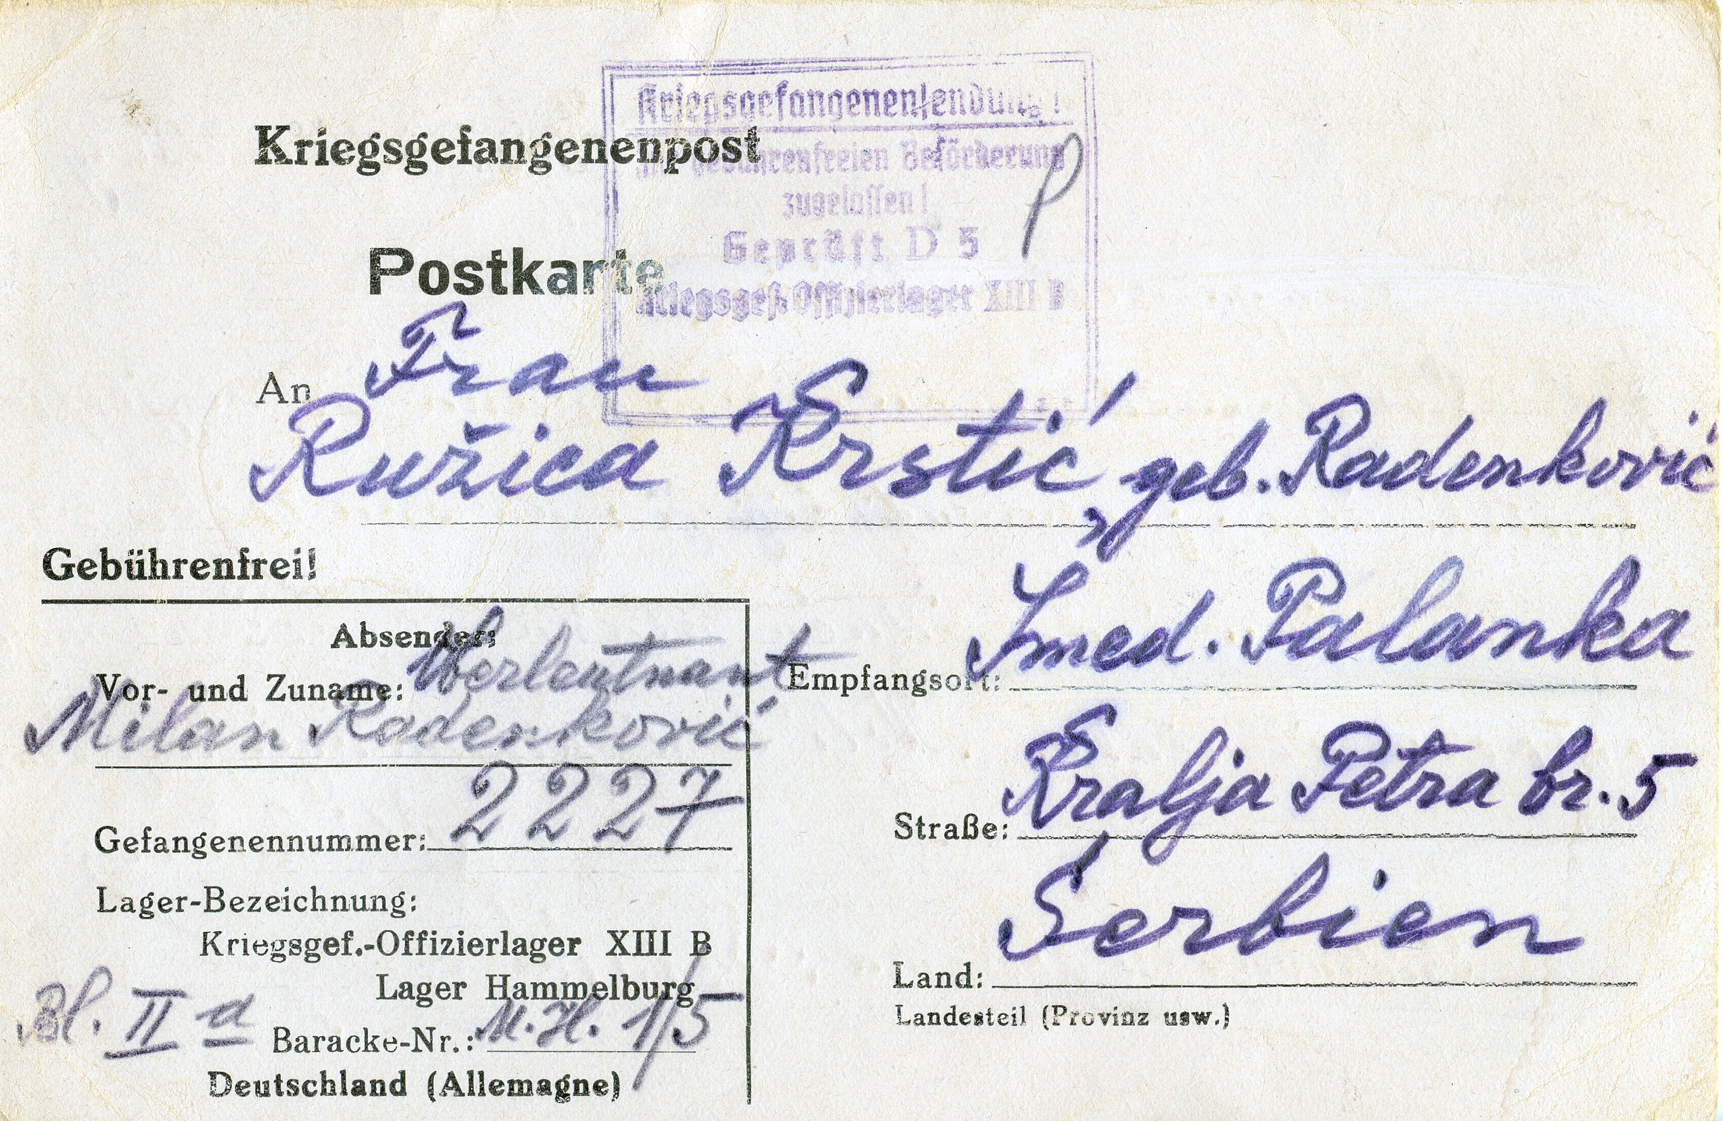 Kriegsgefangenensendung!
Zur gebührenfreien Beförderung
zugelassen!
Geprüft D 5
Kriegsgef. Offizierlager XIII B
Kriegsgefangenenpost
Postkarte
An Frau
Ružica Krstić, geb. Radenković
Gebührenfrei!
Absender:
Vor- und Zuname: Oberleutnant
Milan Radenković
Gefangenennummer: 2227
Lager-Bezeichnung:
Kriegsgef.-Offizierlager XIII B
Lager Hammelburg
Bl. II a
Baracke-Nr.: M.H. 1/5
Deutschland (Allemagne)
Empfangsort: Smed. Palanka
Straße: Kralja Petra br. 5
Land: Serbien
Landesteil (Provinz usw.)